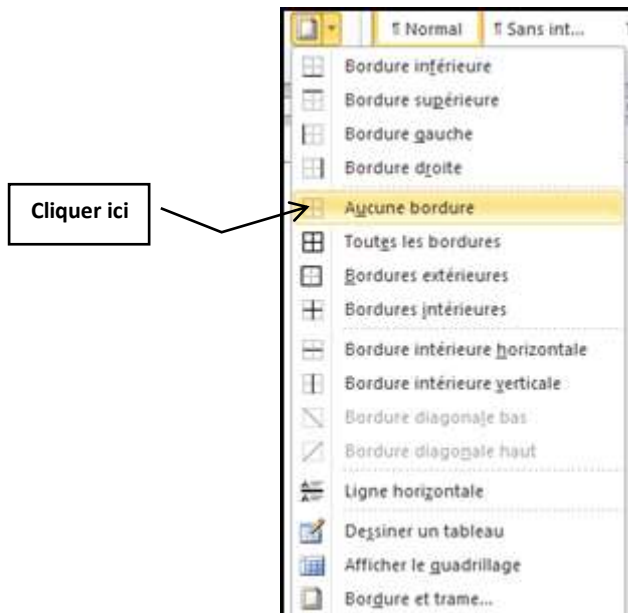 ¶ Normal ¶ Sans int...
Bordure inférieure
Bordure supérieure
Bordure gauche
Bordure droite
Cliquer ici
Aucune bordure
Toutes les bordures
Bordures extérieures
Bordures intérieures
Bordure intérieure horizontale
Bordure intérieure verticale
Bordure diagonale bas
Bordure diagonale haut
Ligne horizontale
Dessiner un tableau
Afficher le quadrillage
Bordure et trame...